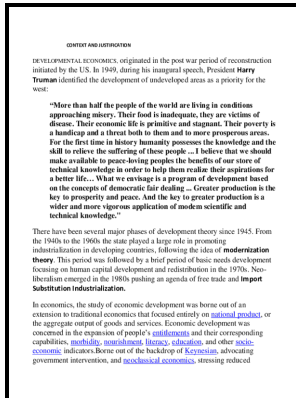 CONTEXT AND JUSTIFICATION
DEVELOPMENTAL ECONOMICS, originated in the post war period of reconstruction
initiated by the US. In 1949, during his inaugural speech, President Harry
Truman identified the development of undeveloped areas as a priority for the
west:
"More than half the people of the world are living in conditions
approaching misery. Their food is inadequate, they are victims of
disease. Their economic life is primitive and stagnant. Their poverty is
a handicap and a threat both to them and to more prosperous areas.
For the first time in history humanity possesses the knowledge and the
skill to relieve the suffering of these people ... I believe that we should
make available to peace-loving peoples the benefits of our store of
technical knowledge in order to help them realize their aspirations for
a better life… What we envisage is a program of development based
on the concepts of democratic fair dealing ... Greater production is the
key to prosperity and peace. And the key to greater production is a
wider and more vigorous application of modem scientific and
technical knowledge."
There have been several major phases of development theory since 1945. From
the 1940s to the 1960s the state played a large role in promoting
industrialization in developing countries, following the idea of modernization
theory. This period was followed by a brief period of basic needs development
focusing on human capital development and redistribution in the 1970s. Neo-
liberalism emerged in the 1980s pushing an agenda of free trade and Import
Substitution Industrialization.
In economics, the study of economic development was borne out of an
extension to traditional economics that focused entirely on national product, or
the aggregate output of goods and services. Economic development was
concerned in the expansion of people's entitlements and their corresponding
capabilities, morbidity, nourishment, literacy, education, and other socio-
economic indicators.Borne out of the backdrop of Keynesian, advocating
government intervention, and neoclassical economics, stressing reduced